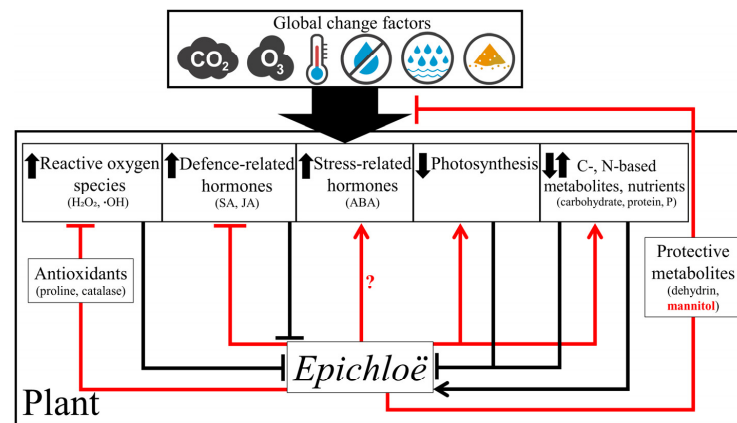 Global change factors
CO2
O3
Reactive oxygen
species
(H₂O₂, ·OH)
Defence-related
hormones
(SA, JA)
Stress-related
hormones
(ABA)
Photosynthesis
C-, N-based
metabolites, nutrients
(carbohydrate, protein, P)
Antioxidants
(proline, catalase)
?
Protective
metabolites
(dehydrin,
mannitol)
Epichloë
Plant